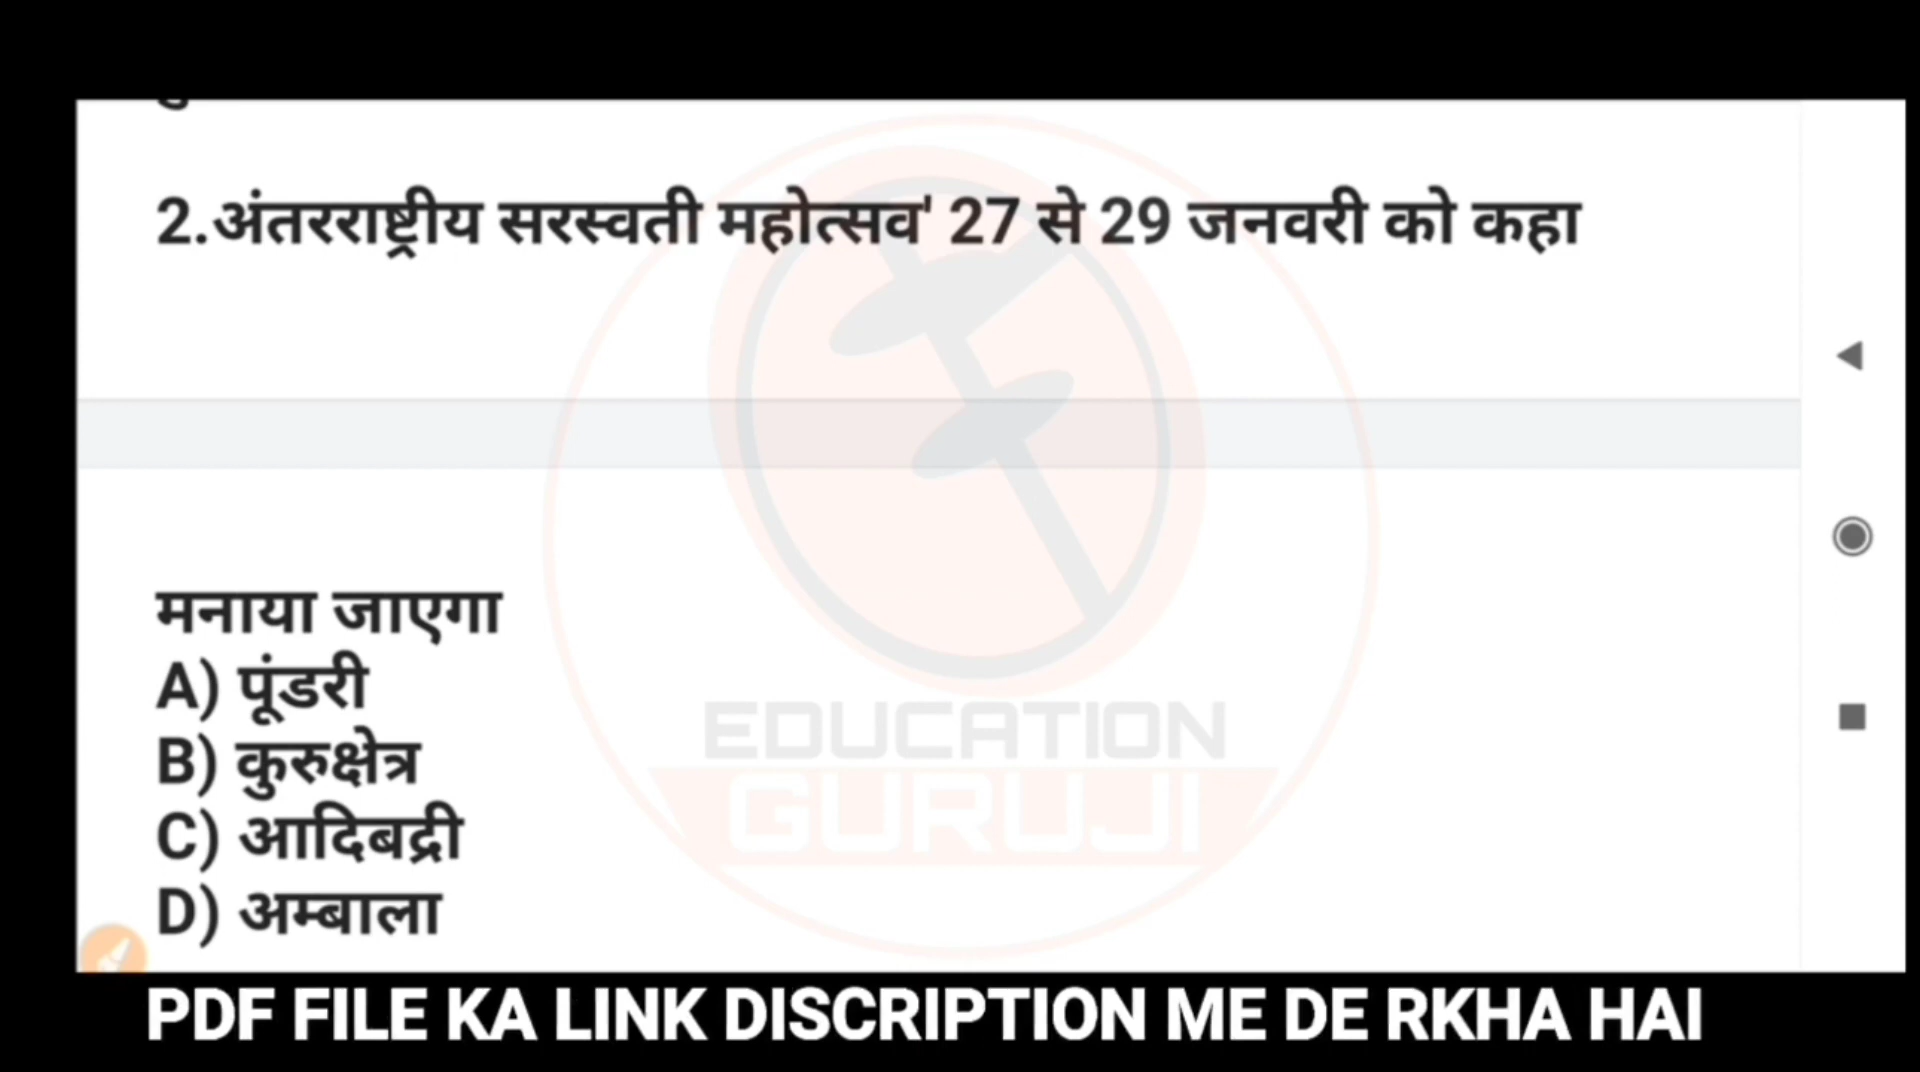 2.अंतरराष्ट्रीय सरस्वती महोत्सव' 27 से 29 जनवरी को कहा
मनाया जाएगा
A) पूंडरी
B) कुरुक्षेत्र
C) आदिबद्री
D) अम्बाला
EDUCATION
GURUJI
PDF FILE KA LINK DISCRIPTION ME DE RKHA HAI